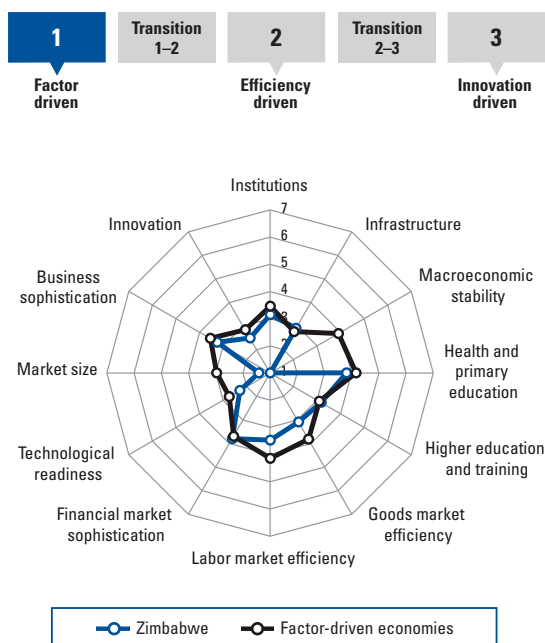 1
Transition
1–2
2
Transition
2–3
3
Factor
driven
Efficiency
driven
Innovation
driven
Institutions
7
6
5
4
3
2
1
Infrastructure
Macroeconomic
stability
Health and
primary
education
Higher education
and training
Goods market
efficiency
Labor market efficiency
Financial market
sophistication
Technological
readiness
Market size
Business
sophistication
Innovation
Zimbabwe
Factor-driven economies